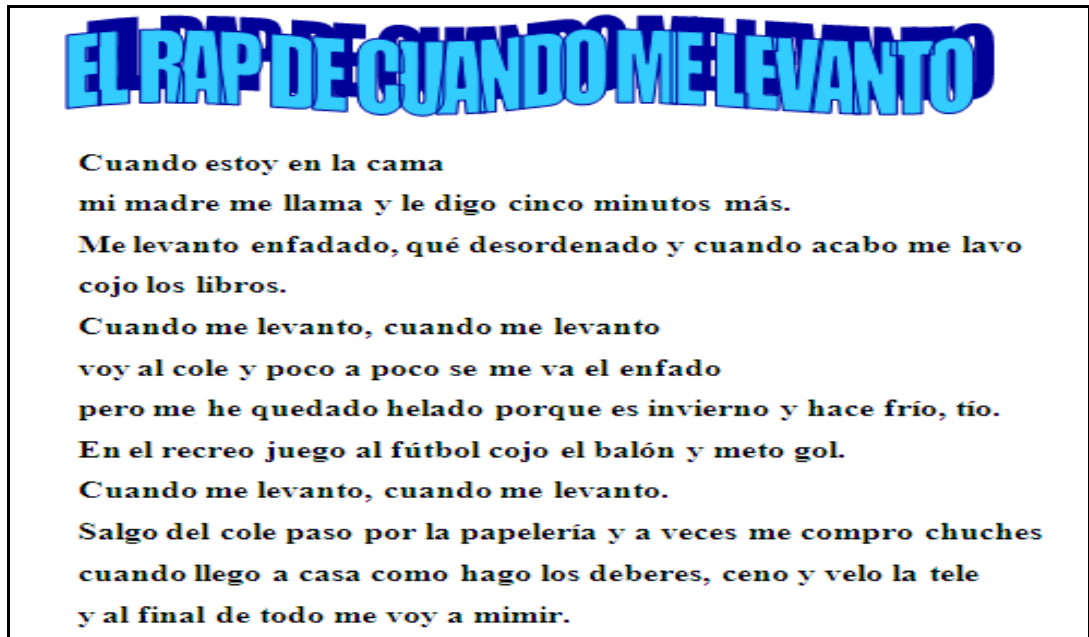 EL RAP DE CUANDO ME LEVANTO
Cuando estoy en la cama
mi madre me llama y le digo cinco minutos más.
Me levanto enfadado, qué desordenado y cuando acabo me lavo
cojo los libros.
Cuando me levanto, cuando me levanto
voy al cole y poco a poco se me va el enfado
pero me he quedado helado porque es invierno y hace frío, tío.
En el recreo juego al fútbol cojo el balón y meto gol.
Cuando me levanto, cuando me levanto.
Salgo del cole paso por la papelería y a veces me compro chuches
cuando llego a casa como hago los deberes, ceno y velo la tele
y al final de todo me voy a mimir.